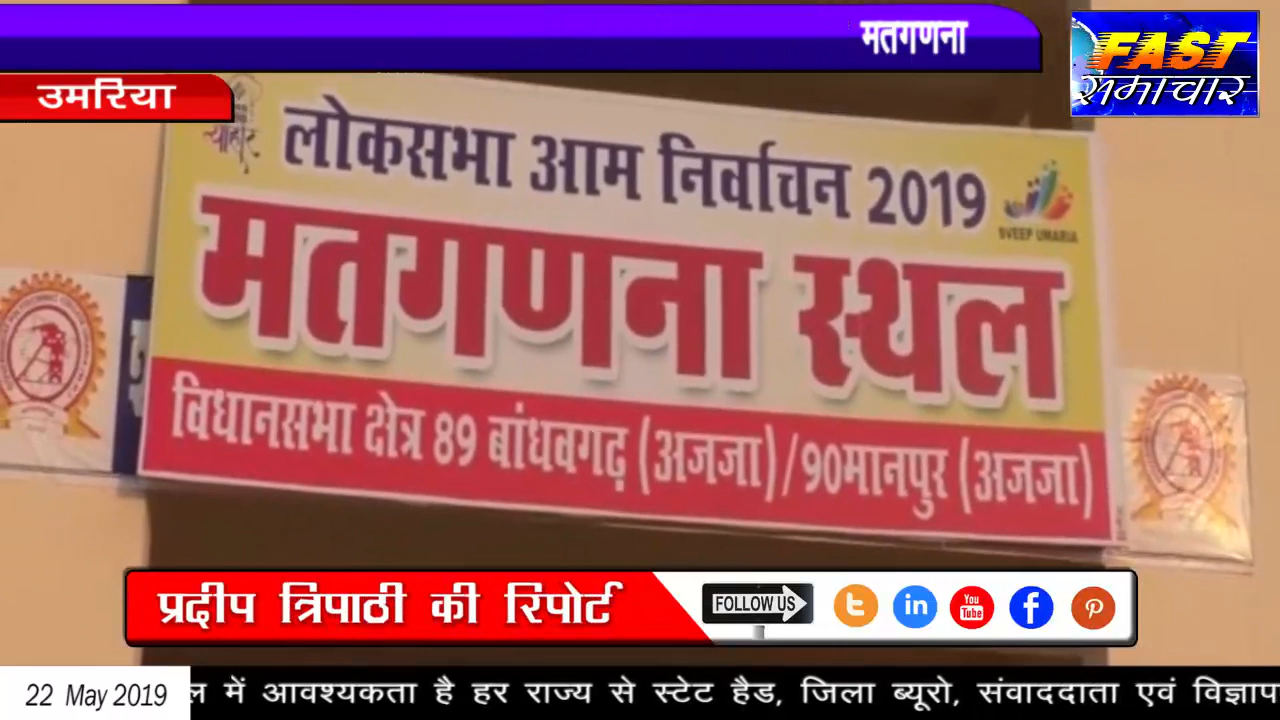 मतगणना
FAST
समाचार
उमरिया
लोकसभा आम निर्वाचन 2019
SVEEP UMARIA
मतगणना स्थल
विधानसभा क्षेत्र 89 बांधवगढ़ (अजजा)/90मानपुर (अजजा)
प्रदीप त्रिपाठी की रिपोर्ट
FOLLOW US
You Tube
22 May 2019
में आवश्यकता है हर राज्य से स्टेट हैड, जिला ब्यूरो, संवाददाता एवं